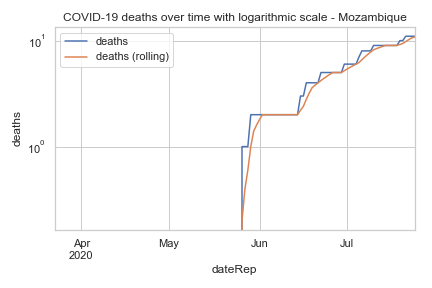 COVID-19 deaths over time with logarithmic scale - Mozambique
deaths
deaths (rolling)
10¹
10⁰
deaths
Apr
2020
May
Jun
Jul
dateRep